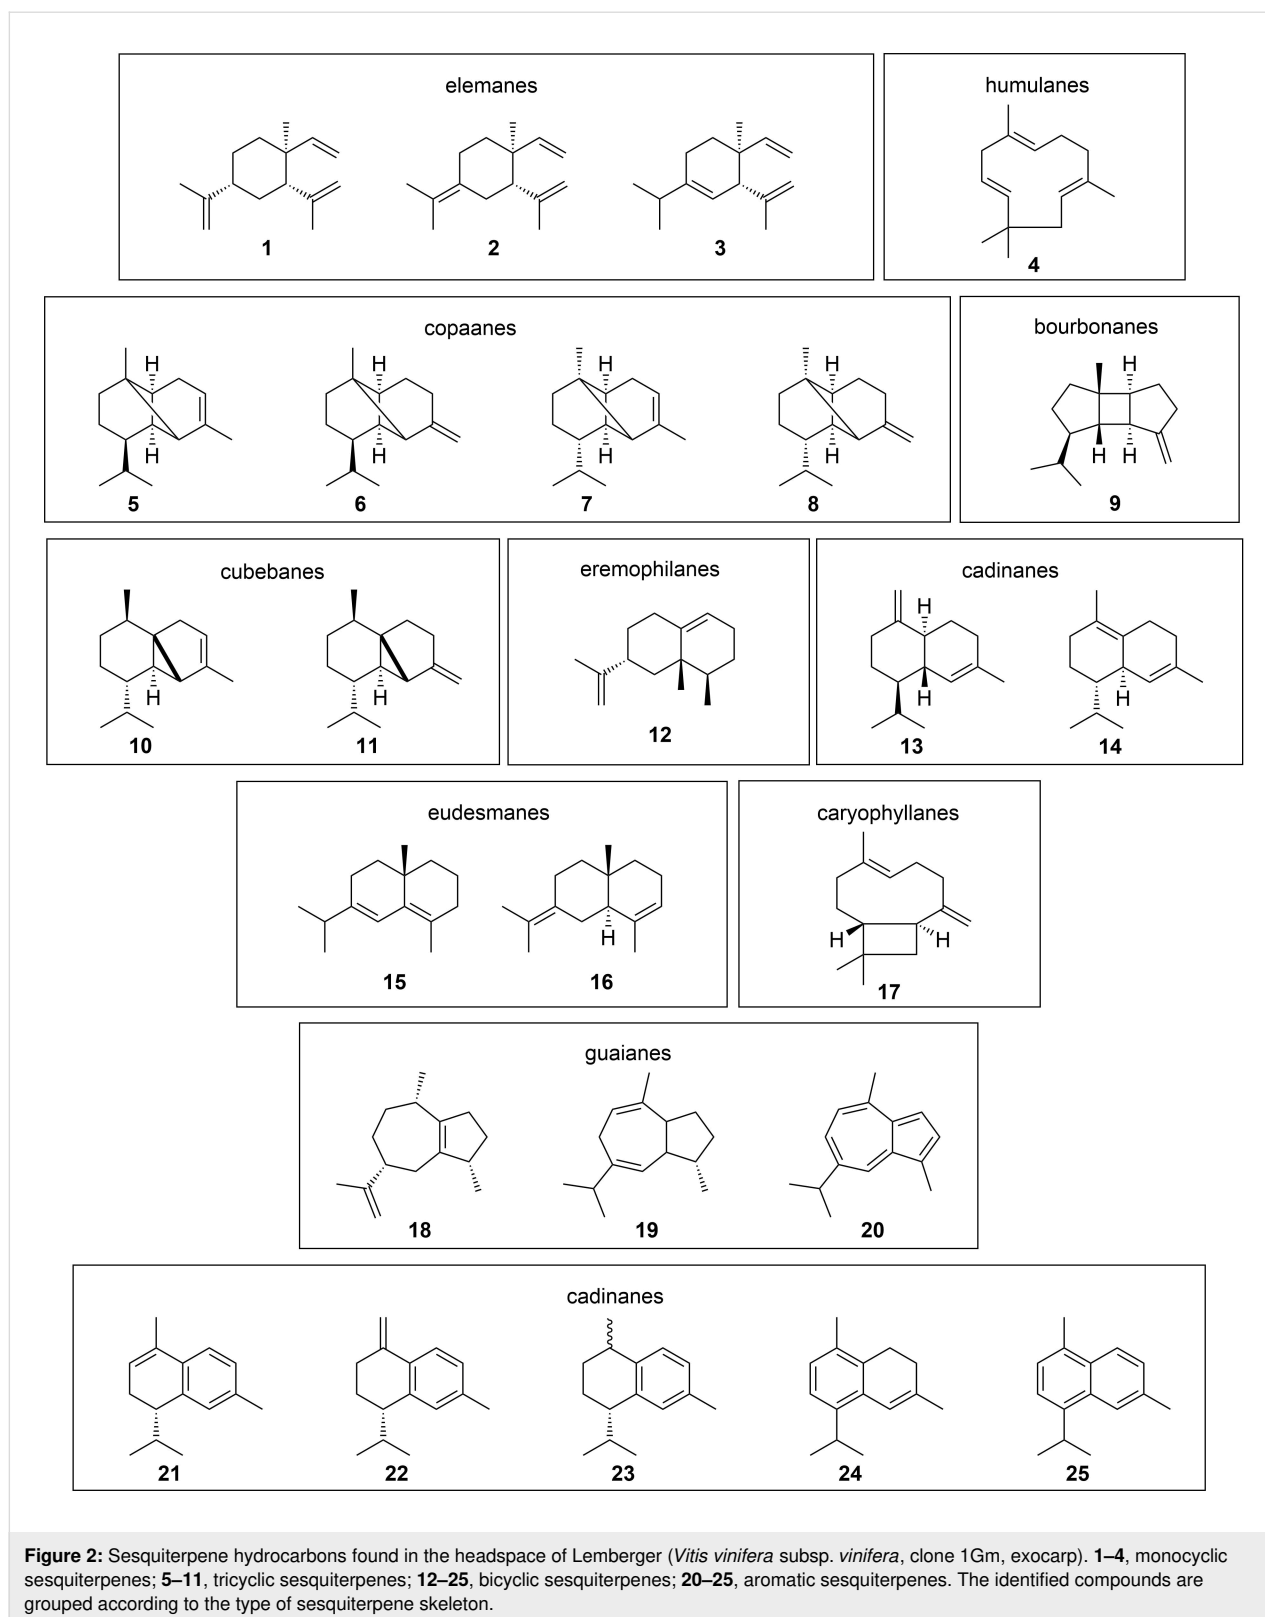 elemanes
humulanes
1
2
3
4
copaanes
bourbonanes
H
H
H
H
H
H
H
H
H
H
H
5
6
7
8
9
cubebanes
eremophilanes
cadinanes
H
H
H
H
H
10
11
12
13
14
eudesmanes
caryophyllanes
H
H
H
15
16
17
guaianes
18
19
20
cadinanes
21
22
23
24
25
Figure 2: Sesquiterpene hydrocarbons found in the headspace of Lemberger (Vitis vinifera subsp. vinifera, clone 1Gm, exocarp). 1–4, monocyclic
sesquiterpenes; 5–11, tricyclic sesquiterpenes; 12–25, bicyclic sesquiterpenes; 20–25, aromatic sesquiterpenes. The identified compounds are
grouped according to the type of sesquiterpene skeleton.